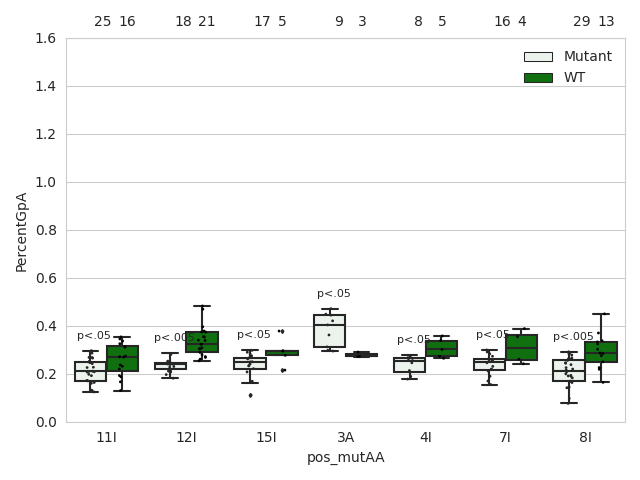 25 16 18 21 17 5 9 3 8 5 16 4 29 13
1.6
1.4
1.2
1.0
0.8
0.6
0.4
0.2
0.0
PercentGpA
Mutant
WT
p<.05 p<.005 p<.05 p<.05 p<.05 p<.05 p<.005
11I 12I 15I 3A 4I 7I 8I
pos_mutAA